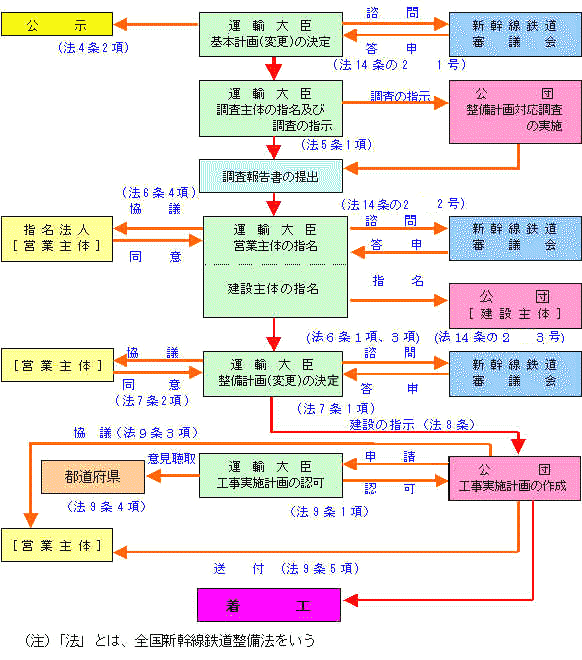 公　示
運 輸 大 臣
基本計画(変更)の決定
諮　問
答　申
新幹線鉄道
審議会
(法４条２項)
(法14条の２　１号)
運 輸 大 臣
調査主体の指名及び
調査の指示
調査の指示
公　団
整備計画対応調査
の実施
(法５条１項)
調査報告書の提出
(法６条４項)
協　議
(法14条の２　２号)
指名法人
[営業主体]
同　意
運 輸 大 臣
営業主体の指名
建設主体の指名
諮　問
答　申
新幹線鉄道
審議会
指　名
公　団
[建設主体]
(法６条１項、３項)
(法14条の２　３号)
[営業主体]
協　議
同　意
(法７条２項)
運 輸 大 臣
整備計画(変更)の決定
諮　問
答　申
新幹線鉄道
審議会
(法７条１項)
建設の指示 (法８条)
協　議(法９条３項)
意見聴取
都道府県
(法９条４項)
運 輸 大 臣
工事実施計画の認可
申　請
認　可
(法９条１項)
公　団
工事実施計画の作成
[営業主体]
送　付　(法９条５項)
着　工
(注)「法」とは、全国新幹線鉄道整備法をいう